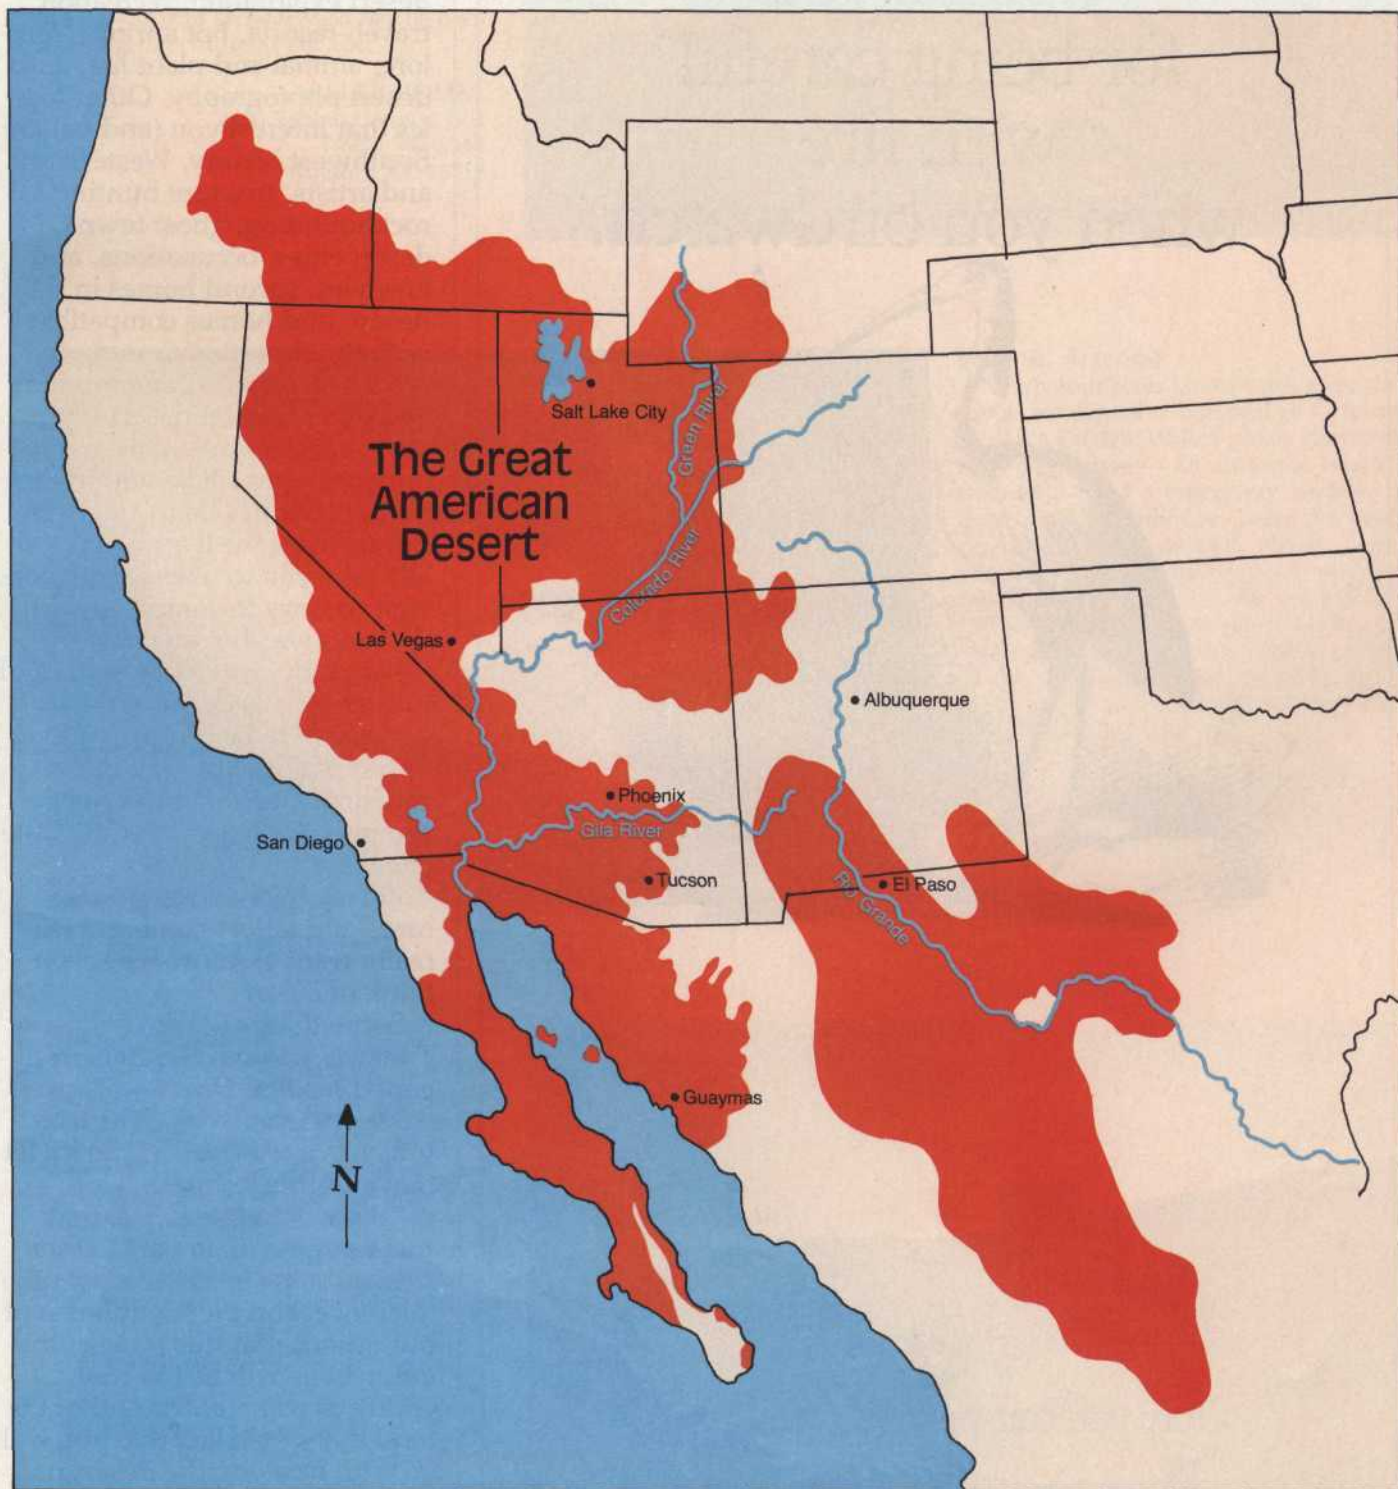 Salt Lake City
The Great
American
Desert
Green River
Colorado River
Las Vegas
Albuquerque
Phoenix
Gila River
San Diego
Tucson
El Paso
Rio Grande
Guaymas
N